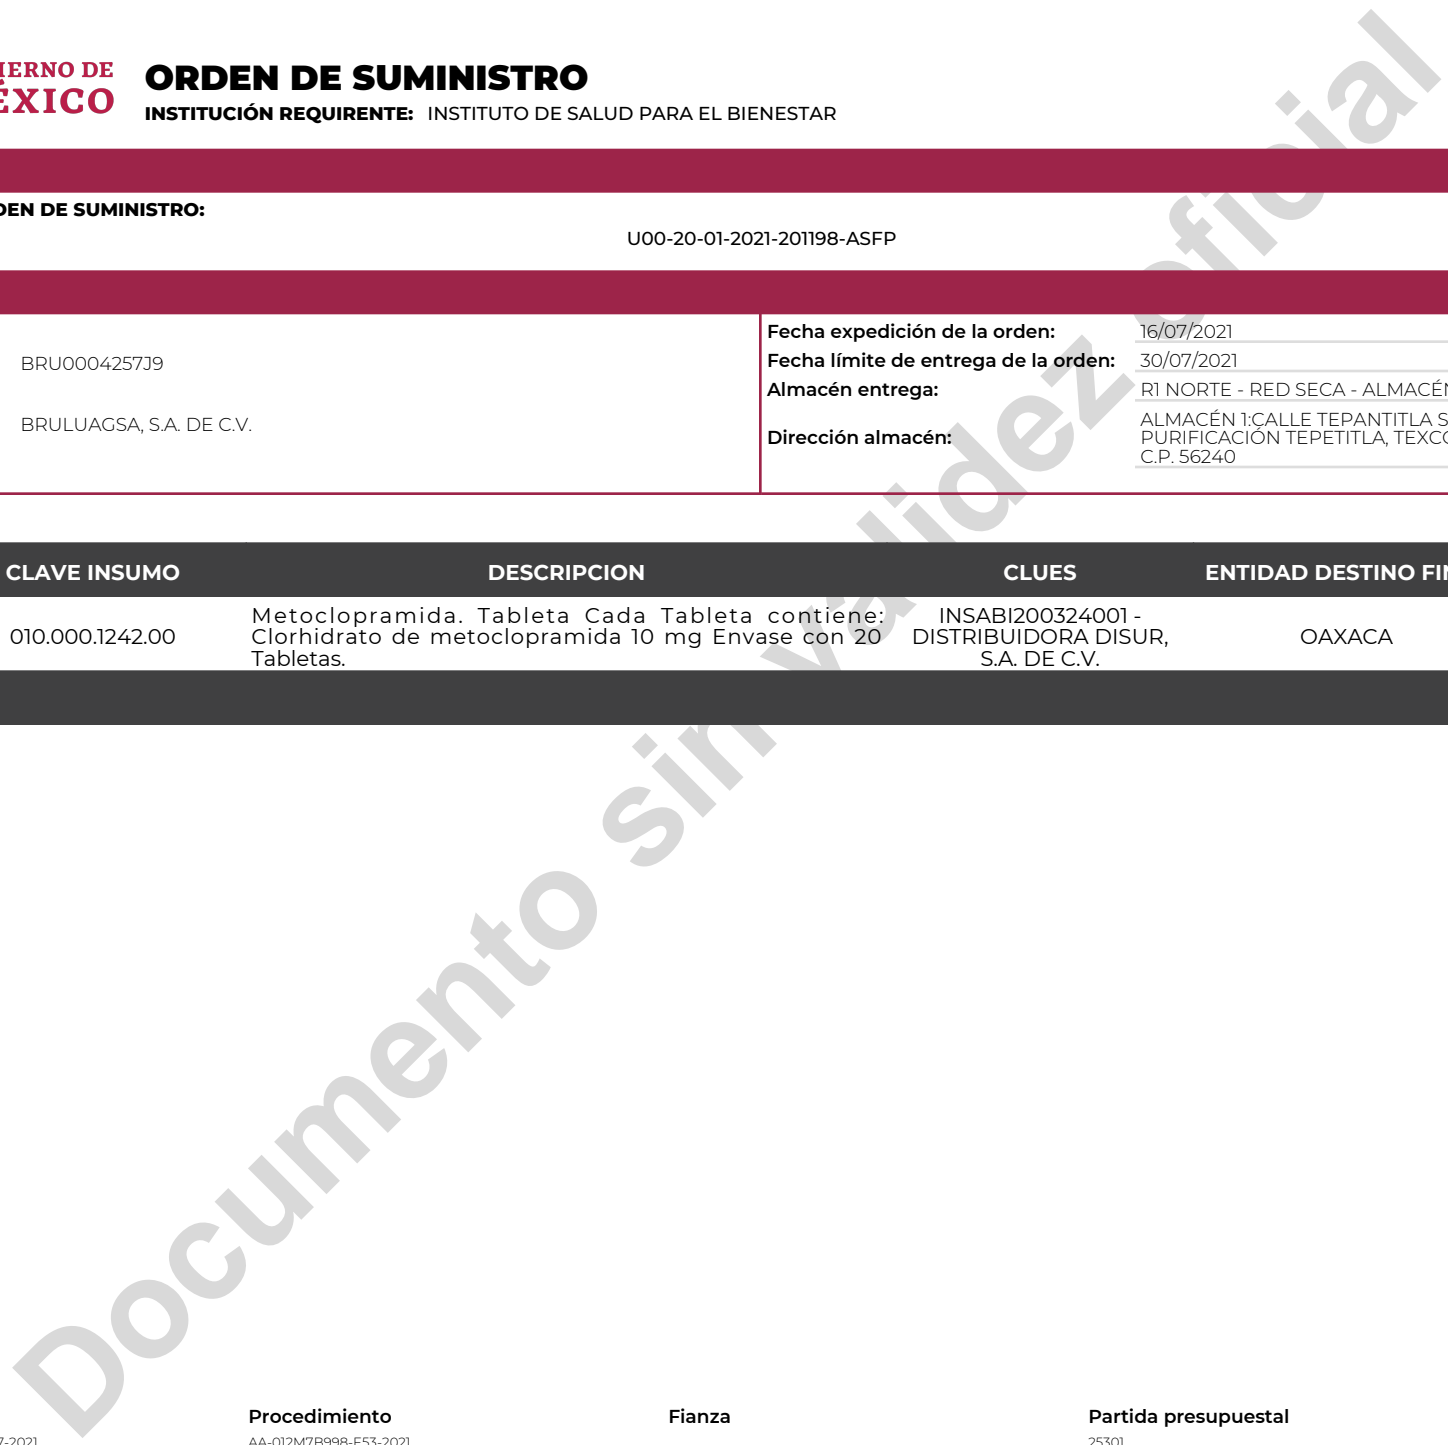 IERNO DE
ÉXICO
ORDEN DE SUMINISTRO
INSTITUCIÓN REQUIRENTE: INSTITUTO DE SALUD PARA EL BIENESTAR
DEN DE SUMINISTRO:
U00-20-01-2021-201198-ASFP
BRU0004257J9
BRULUAGSA, S.A. DE C.V.
Fecha expedición de la orden: 16/07/2021
Fecha límite de entrega de la orden: 30/07/2021
Almacén entrega: R1 NORTE - RED SECA - ALMACÉN
Dirección almacén:
ALMACÉN 1:CALLE TEPANTITLA S
PURIFICACIÓN TEPETITLA, TEXCO
C.P. 56240
CLAVE INSUMO DESCRIPCION CLUES ENTIDAD DESTINO FIN
010.000.1242.00
Metoclopramida. Tableta Cada Tableta contiene:
Clorhidrato de metoclopramida 10 mg Envase con 20
Tabletas.
INSABI200324001 -
DISTRIBUIDORA DISUR,
S.A. DE C.V.
OAXACA
Documento sin validez oficial
Procedimiento Fianza Partida presupuestal
7-2021 AA-012M7B998-E53-2021 25301